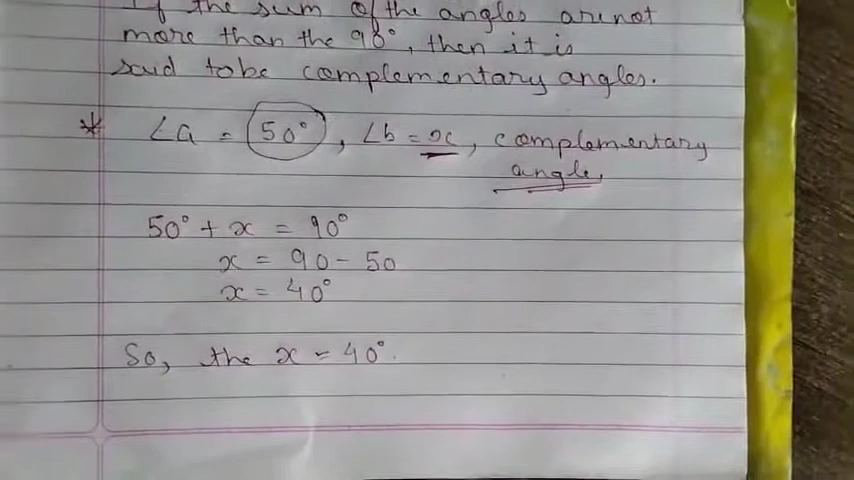 If the sum of the angles are not
more than the 90°, then it is
said to be complementary angles.
* ∠a = 50°, ∠b = x, complementary
angle,
50° + x = 90°
x = 90 - 50
x = 40°
So, the x = 40°.